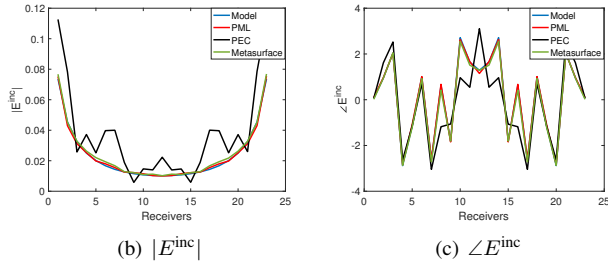 0.12
0.1
0.08
0.06
0.04
0.02
0
|E^inc|
Model
PML
PEC
Metasurface
0 5 10 15 20 25
Receivers
(b) |E^inc|
4
2
0
-2
-4
∠E^inc
Model
PML
PEC
Metasurface
0 5 10 15 20 25
Receivers
(c) ∠E^inc